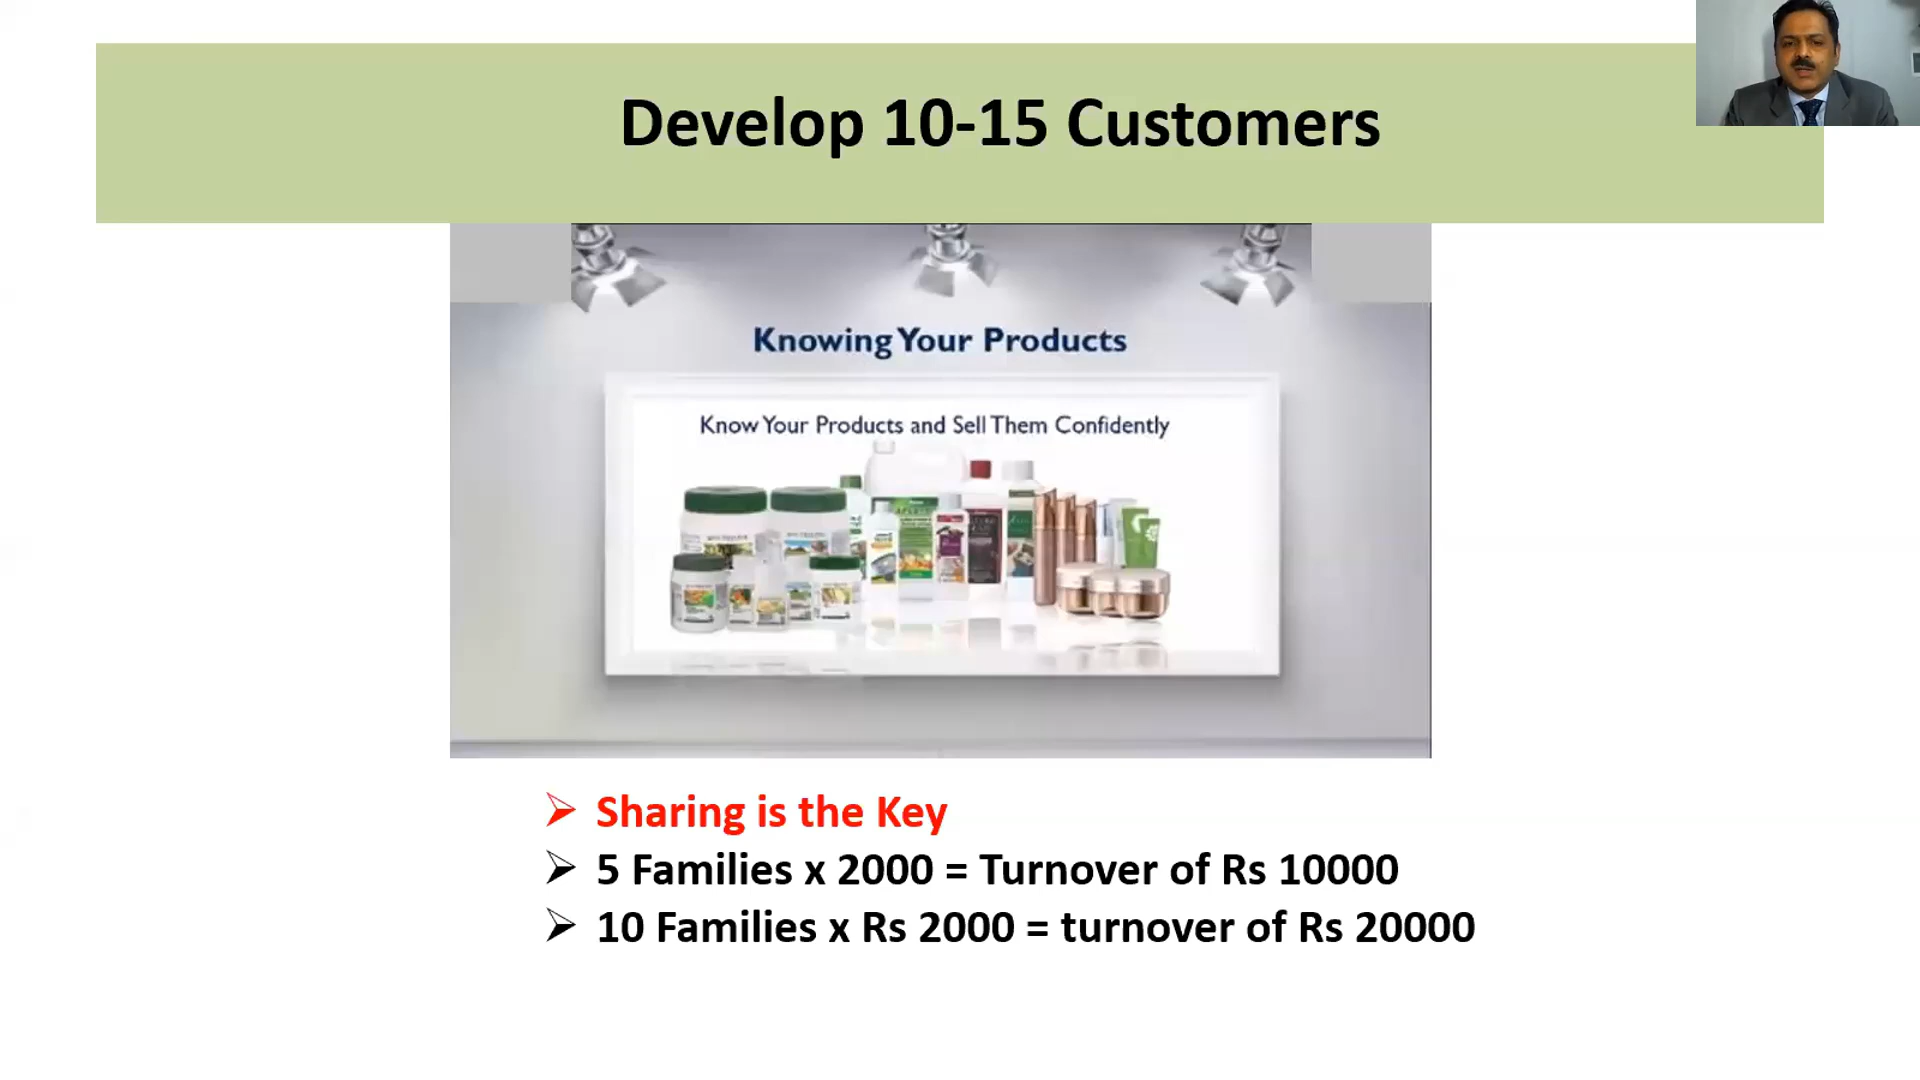 Develop 10-15 Customers
Knowing Your Products
Know Your Products and Sell Them Confidently
➢ Sharing is the Key
➢ 5 Families x 2000 = Turnover of Rs 10000
➢ 10 Families x Rs 2000 = turnover of Rs 20000